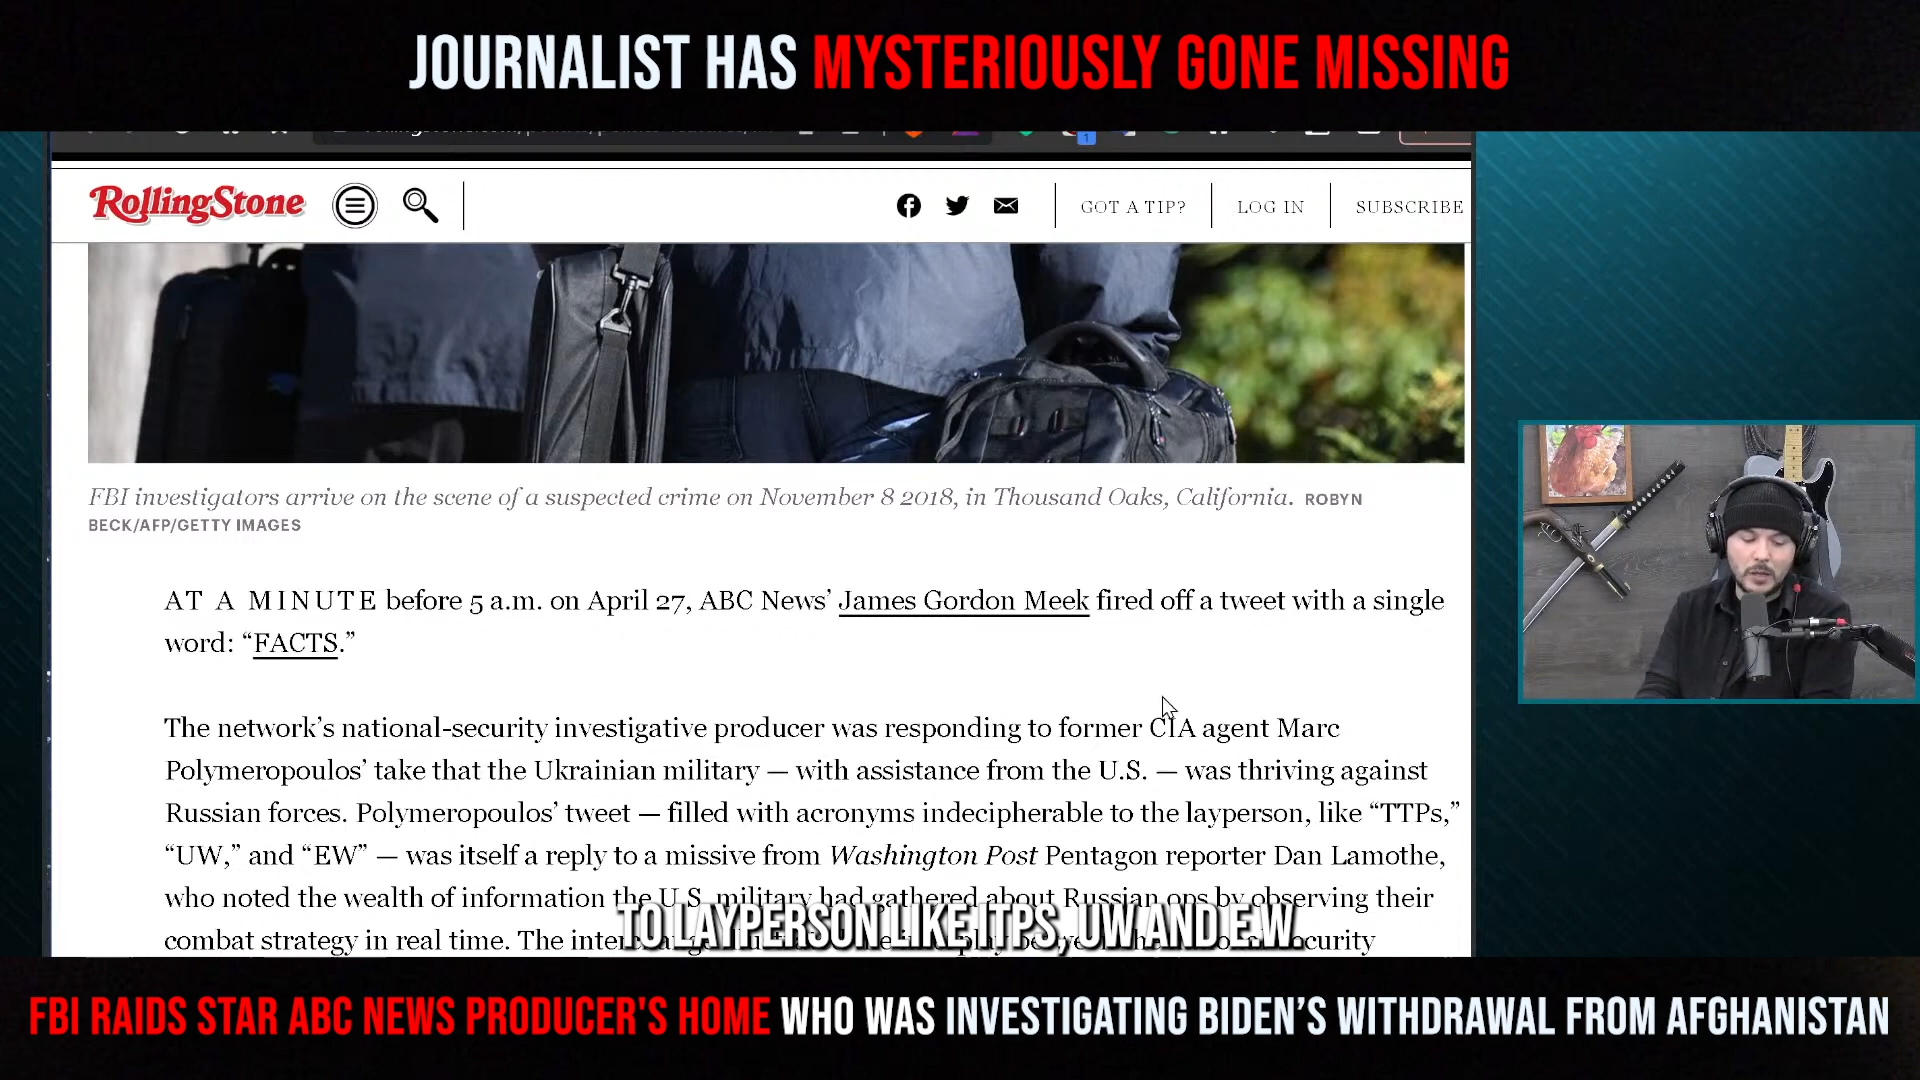 JOURNALIST HAS MYSTERIOUSLY GONE MISSING
RollingStone
GOT A TIP? LOG IN SUBSCRIBE
FBI investigators arrive on the scene of a suspected crime on November 8 2018, in Thousand Oaks, California. ROBYN
BECK/AFP/GETTY IMAGES
AT A MINUTE before 5 a.m. on April 27, ABC News’ James Gordon Meek fired off a tweet with a single
word: “FACTS.”
The network’s national-security investigative producer was responding to former CIA agent Marc
Polymeropoulos’ take that the Ukrainian military — with assistance from the U.S. — was thriving against
Russian forces. Polymeropoulos’ tweet — filled with acronyms indecipherable to the layperson, like “TTPs,”
“UW,” and “EW” — was itself a reply to a missive from Washington Post Pentagon reporter Dan Lamothe,
who noted the wealth of information the U.S. military had gathered about Russian ops by observing their
combat strategy in real time. The
TO LAYPERSON LIKE ITPS, UW AND E.W.
FBI RAIDS STAR ABC NEWS PRODUCER'S HOME WHO WAS INVESTIGATING BIDEN’S WITHDRAWAL FROM AFGHANISTAN